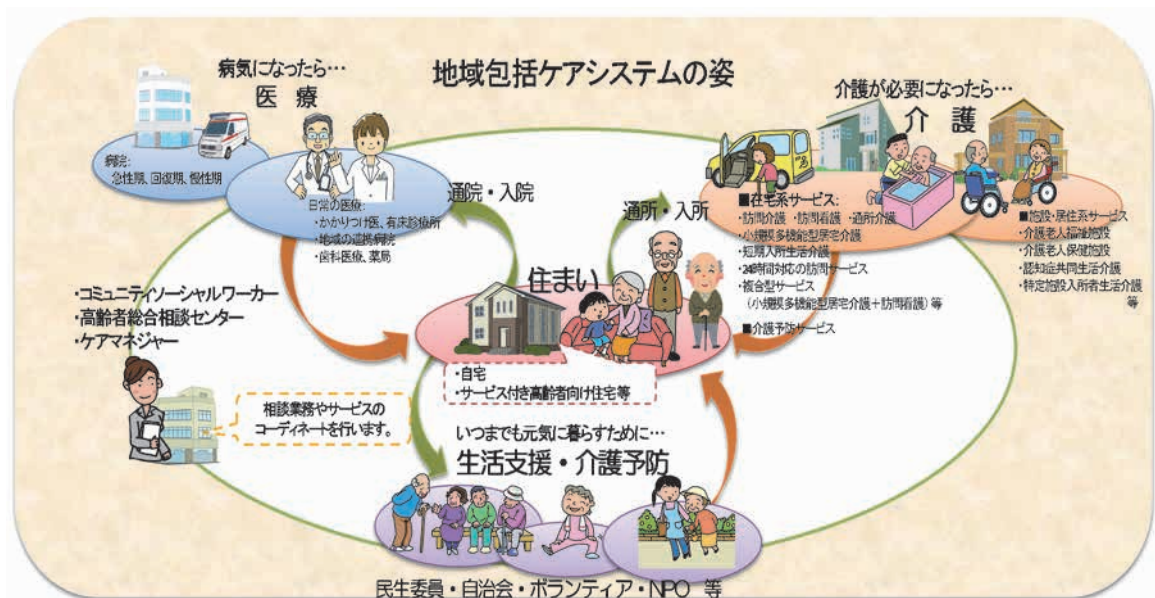 地域包括ケアシステムの姿
病気になったら…
医 療
病院:
急性期、回復期、慢性期
日常の医療:
・かかりつけ医、有床診療所
・地域の連携病院
・歯科医療、薬局
通院・入院
通所・入所
介護が必要になったら…
介 護
■在宅系サービス:
・訪問介護 ・訪問看護 ・通所介護
・小規模多機能型居宅介護
・短期入所生活介護
・24時間対応の訪問サービス
・複合型サービス
(小規模多機能型居宅介護+訪問看護)等
■介護予防サービス
■施設・居住系サービス
・介護老人福祉施設
・介護老人保健施設
・認知症共同生活介護
・特定施設入所者生活介護
等
住まい
・自宅
・サービス付き高齢者向け住宅等
・コミュニティソーシャルワーカー
・高齢者総合相談センター
・ケアマネジャー
相談業務やサービスの
コーディネートを行います。
いつまでも元気に暮らすために…
生活支援・介護予防
民生委員・自治会・ボランティア・NPO 等